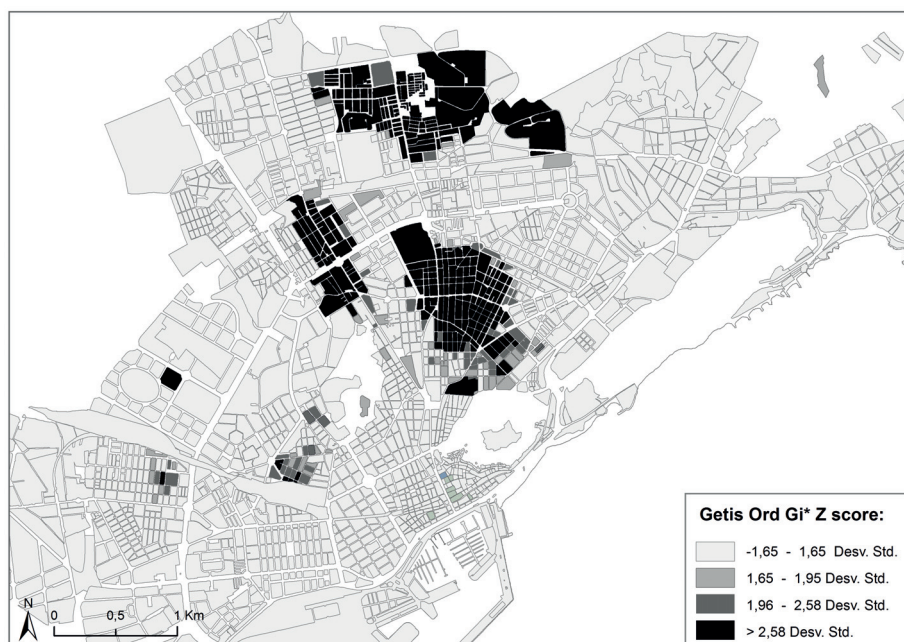 N
0 0,5 1 Km
Getis Ord Gi* Z score:
-1,65 - 1,65 Desv. Std.
1,65 - 1,95 Desv. Std.
1,96 - 2,58 Desv. Std.
> 2,58 Desv. Std.